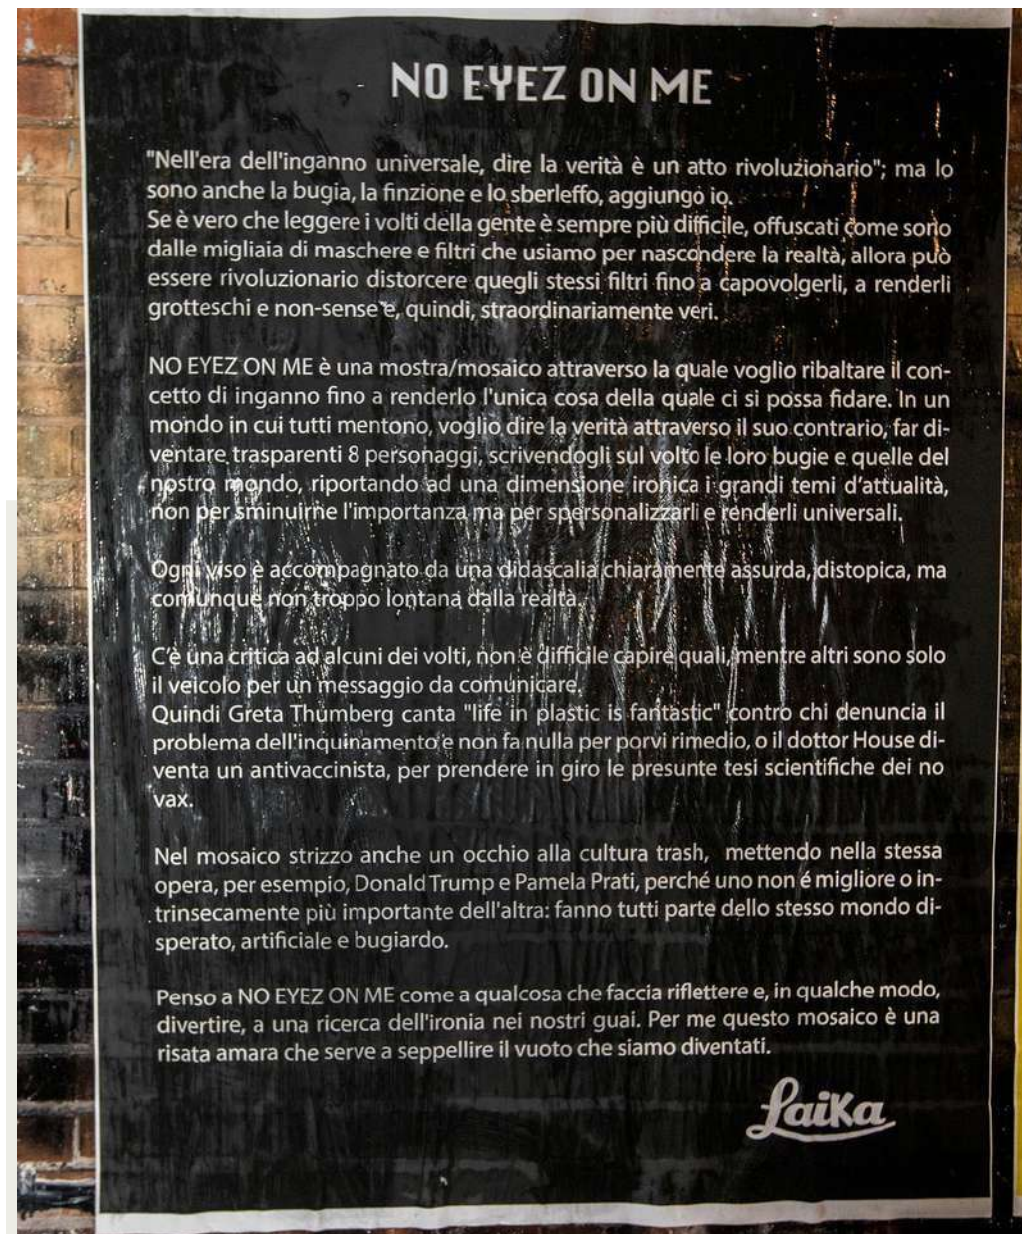 NO EYEZ ON ME
"Nell'era dell'inganno universale, dire la verità è un atto rivoluzionario"; ma lo
sono anche la bugia, la finzione e lo sberleffo, aggiungo io.
Se è vero che leggere i volti della gente è sempre più difficile, offuscati come sono
dalle migliaia di maschere e filtri che usiamo per nascondere la realtà, allora può
essere rivoluzionario distorcere quegli stessi filtri fino a capovolgerli, a renderli
grotteschi e non-sense e, quindi, straordinariamente veri.
NO EYEZ ON ME è una mostra/mosaico attraverso la quale voglio ribaltare il con-
cetto di inganno fino a renderlo l'unica cosa della quale ci si possa fidare. In un
mondo in cui tutti mentono, voglio dire la verità attraverso il suo contrario, far di-
ventare trasparenti 8 personaggi, scrivendogli sul volto le loro bugie e quelle del
nostro mondo, riportando ad una dimensione ironica i grandi temi d'attualità,
non per sminuirne l'importanza ma per spersonalizzarli e renderli universali.
Ogni viso è accompagnato da una didascalia chiaramente assurda, distopica, ma
comunque non troppo lontana dalla realtà.
C'è una critica ad alcuni dei volti, non è difficile capire quali, mentre altri sono solo
il veicolo per un messaggio da comunicare.
Quindi Greta Thumberg canta "life in plastic is fantastic" contro chi denuncia il
problema dell'inquinamento e non fa nulla per porvi rimedio, o il dottor House di-
venta un antivaccinista, per prendere in giro le presunte tesi scientifiche dei no
vax.
Nel mosaico strizzo anche un occhio alla cultura trash, mettendo nella stessa
opera, per esempio, Donald Trump e Pamela Prati, perché uno non é migliore o in-
trinsecamente più importante dell'altra: fanno tutti parte dello stesso mondo di-
sperato, artificiale e bugiardo.
Penso a NO EYEZ ON ME come a qualcosa che faccia riflettere e, in qualche modo,
divertire, a una ricerca dell'ironia nei nostri guai. Per me questo mosaico è una
risata amara che serve a seppellire il vuoto che siamo diventati.
Laika